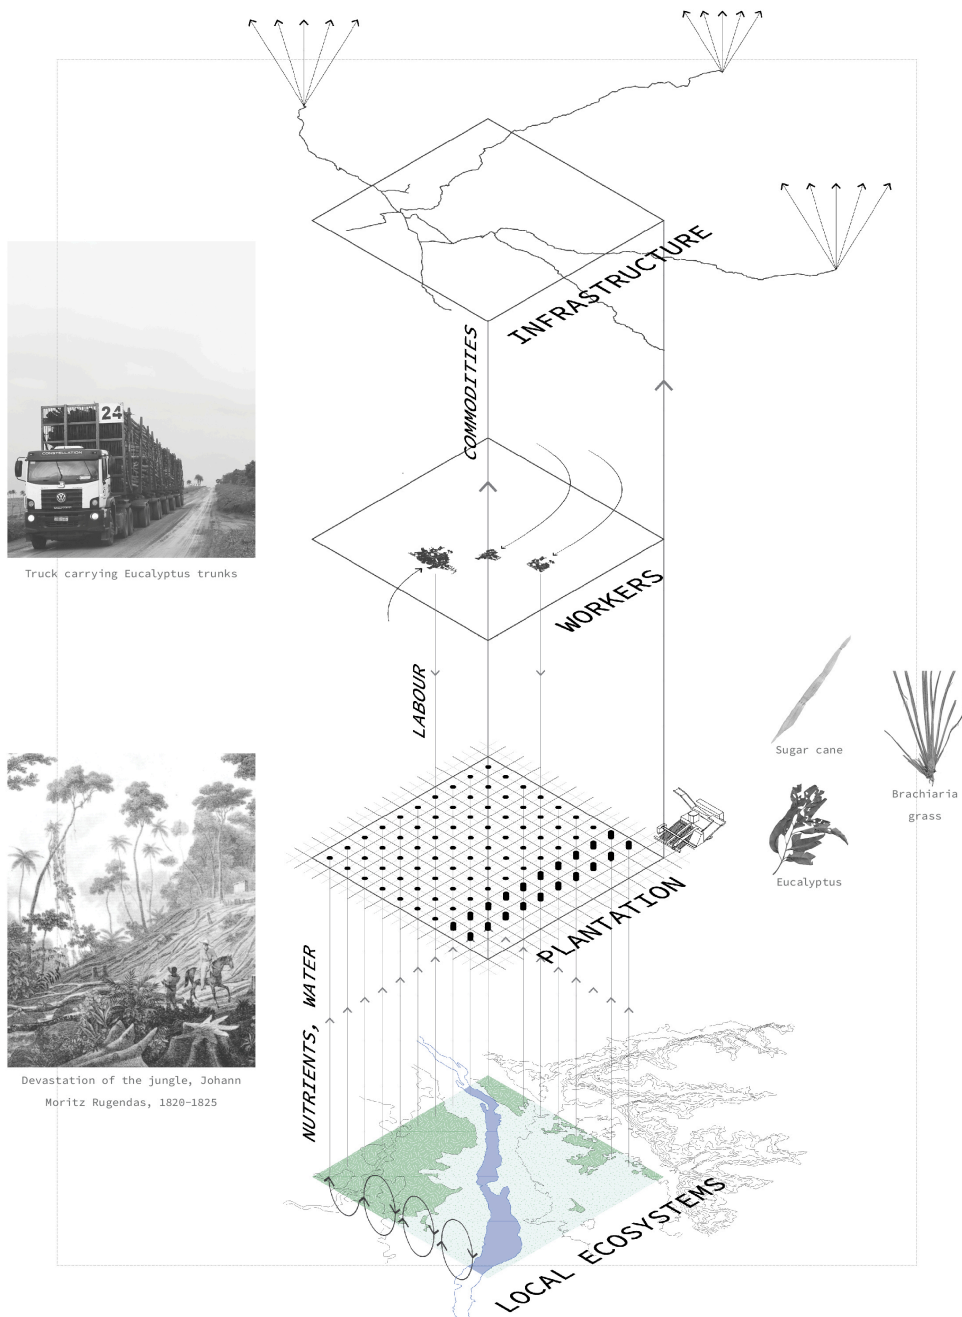 INFRASTRUCTURE
COMMODITIES
24
CONSTELLATION
Truck carrying Eucalyptus trunks
WORKERS
LABOUR
Sugar cane
Brachiaria
grass
Eucalyptus
PLANTATION
NUTRIENTS, WATER
Devastation of the jungle, Johann
Moritz Rugendas, 1820-1825
LOCAL ECOSYSTEMS